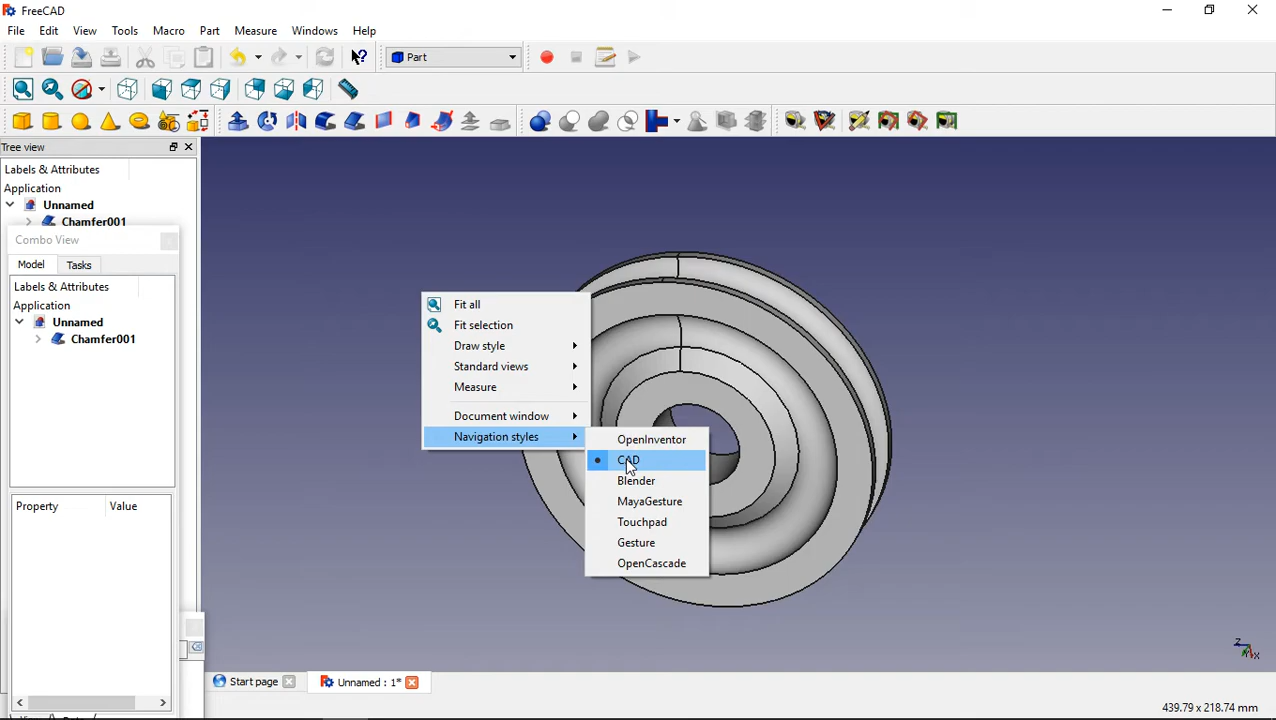 FreeCAD
File Edit View Tools Macro Part Measure Windows Help
Part
Tree view
Labels & Attributes
Application
Unnamed
Chamfer001
Combo View
Model Tasks
Labels & Attributes
Application
Unnamed
Chamfer001
Property Value
Fit all
Fit selection
Draw style
Standard views
Measure
Document window
Navigation styles
OpenInventor
CAD
Blender
MayaGesture
Touchpad
Gesture
OpenCascade
Z
X
Start page
Unnamed : 1*
439.79 x 218.74 mm